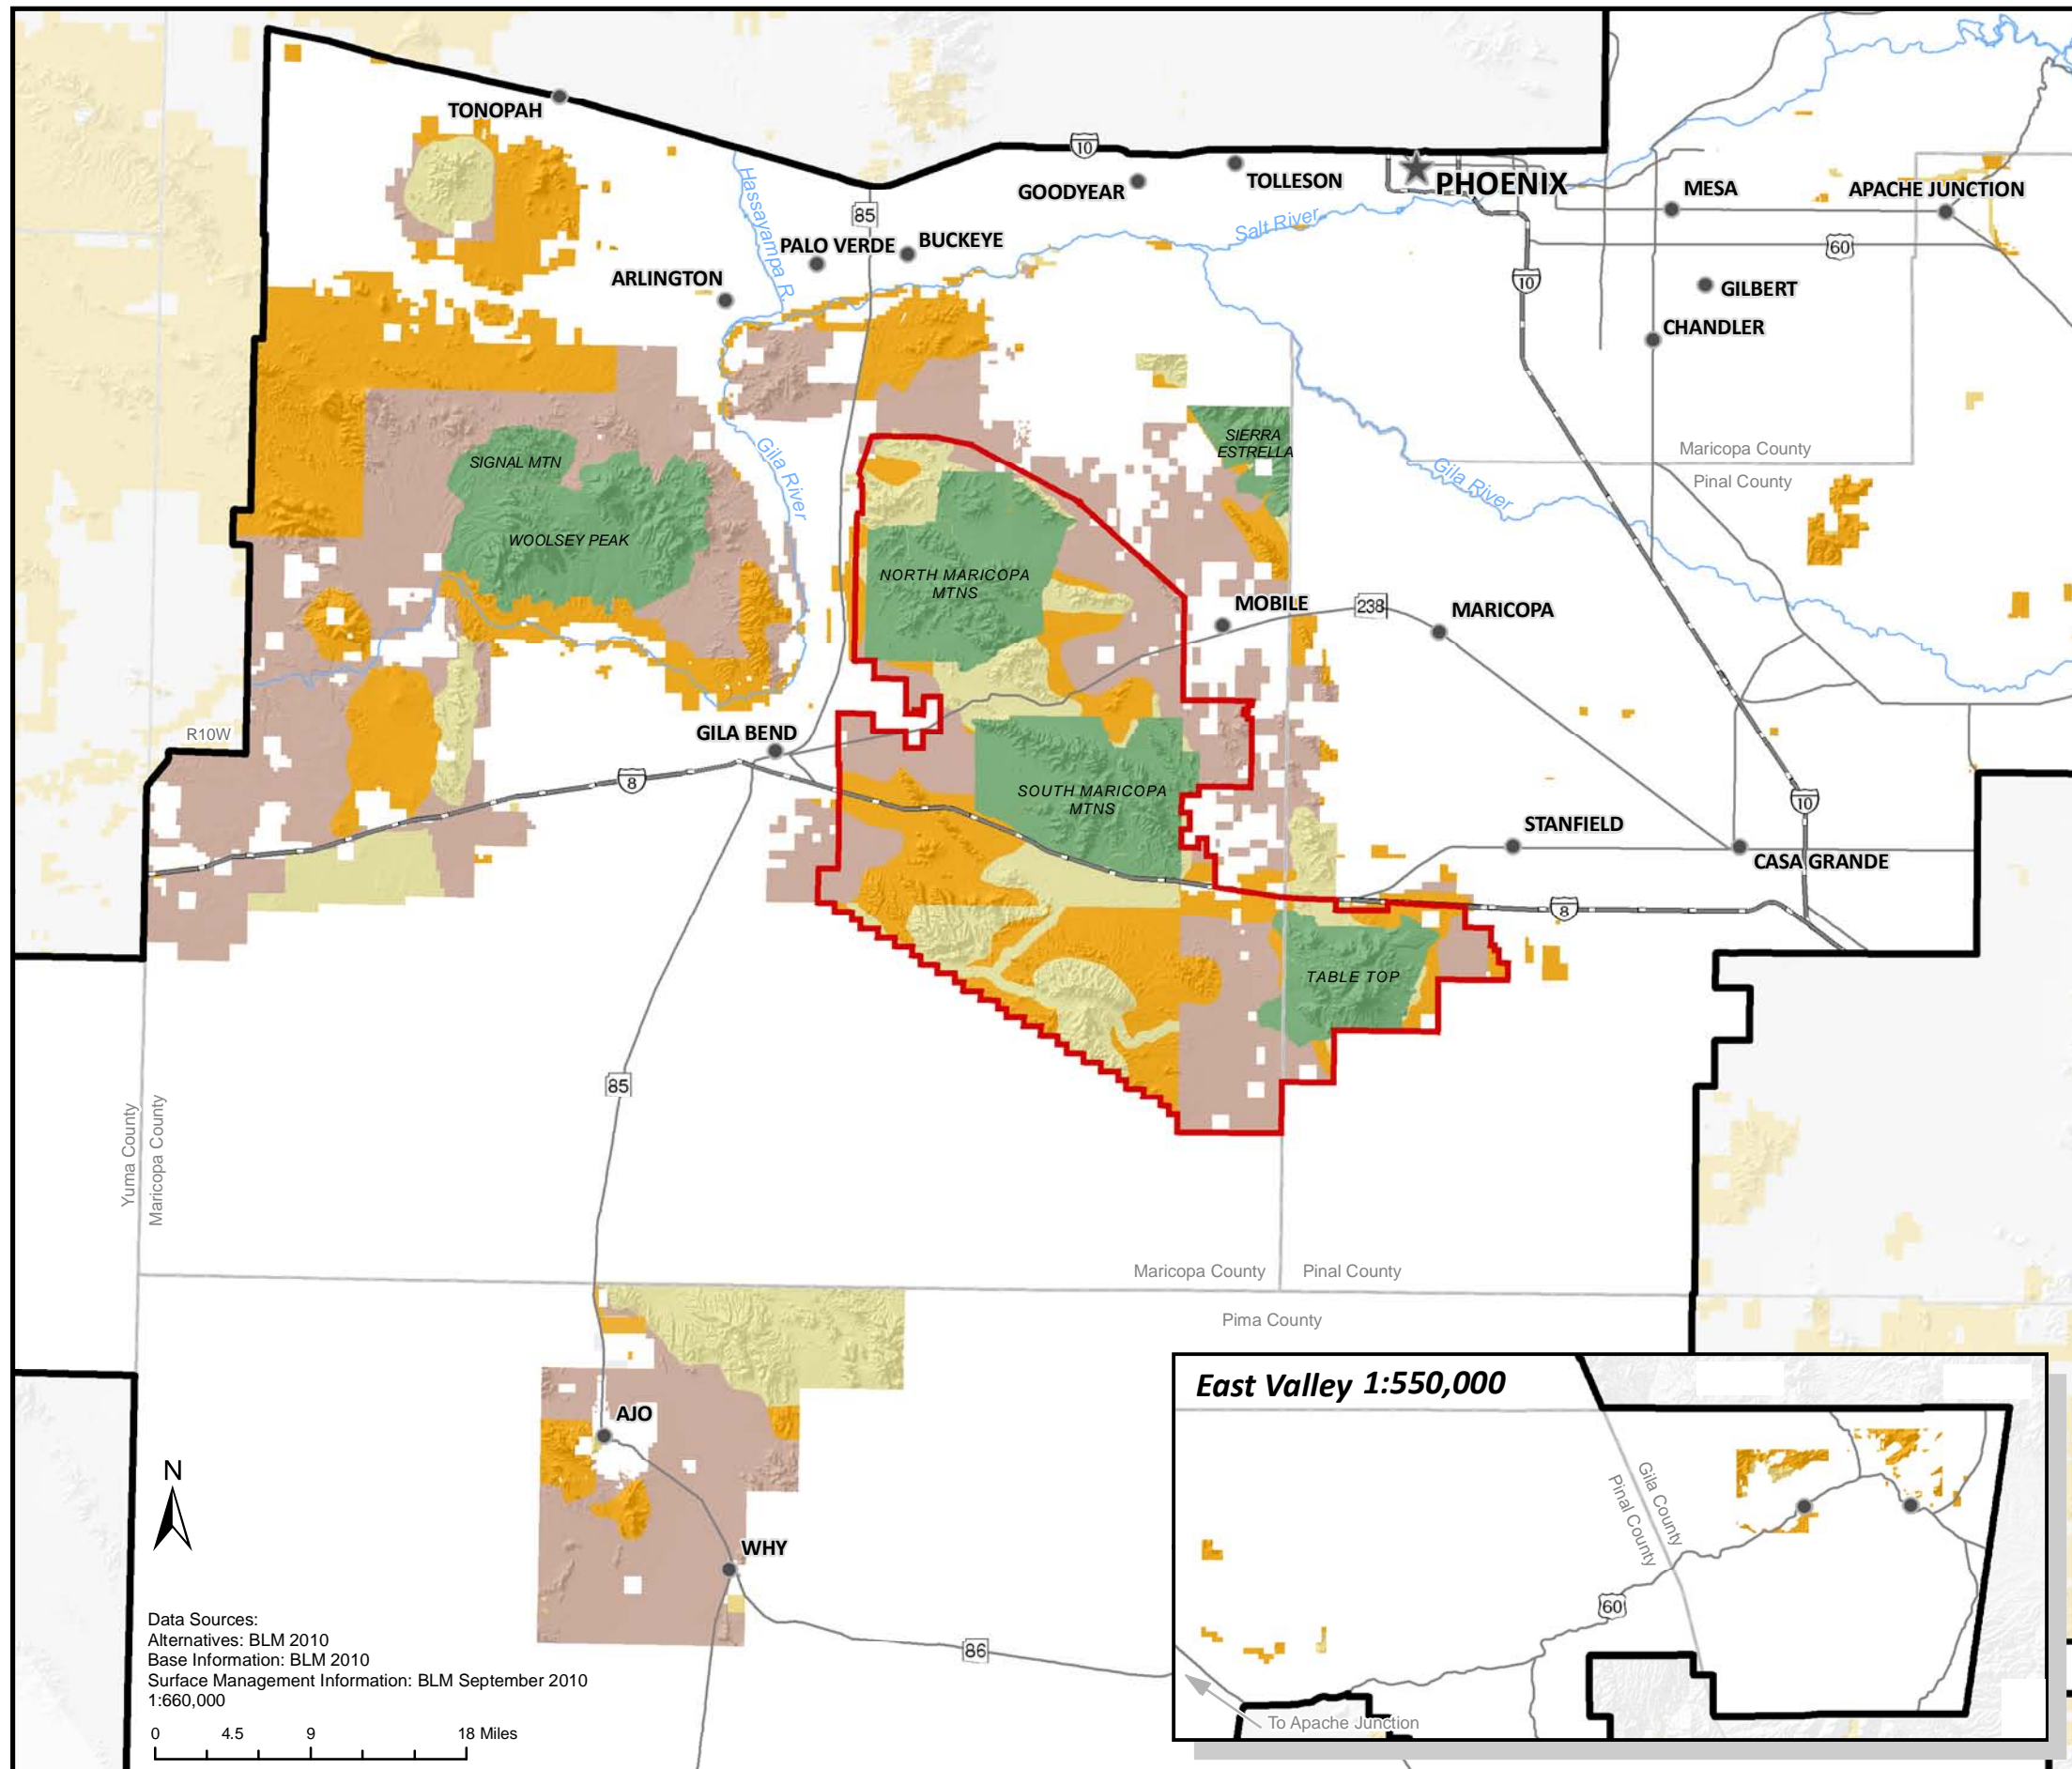 TONOPAH
10
GOODYEAR
TOLLESON
PHOENIX
MESA
APACHE JUNCTION
Hassayampa R.
85
PALO VERDE
BUCKEYE
Salt River
60
ARLINGTON
10
GILBERT
CHANDLER
SIGNAL MTN
Gila River
SIERRA
ESTRELLA
Maricopa County
Gila River
Pinal County
WOOLSEY PEAK
NORTH MARICOPA
MTNS
MOBILE
238
MARICOPA
R10W
GILA BEND
8
SOUTH MARICOPA
MTNS
10
STANFIELD
CASA GRANDE
8
TABLE TOP
85
Yuma County
Maricopa County
Maricopa County
Pinal County
Pima County
East Valley 1:550,000
AJO
Gila County
Pinal County
N
WHY
60
Data Sources:
Alternatives: BLM 2010
Base Information: BLM 2010
86
Surface Management Information: BLM September 2010
1:660,000
To Apache Junction
0 4.5 9 18 Miles